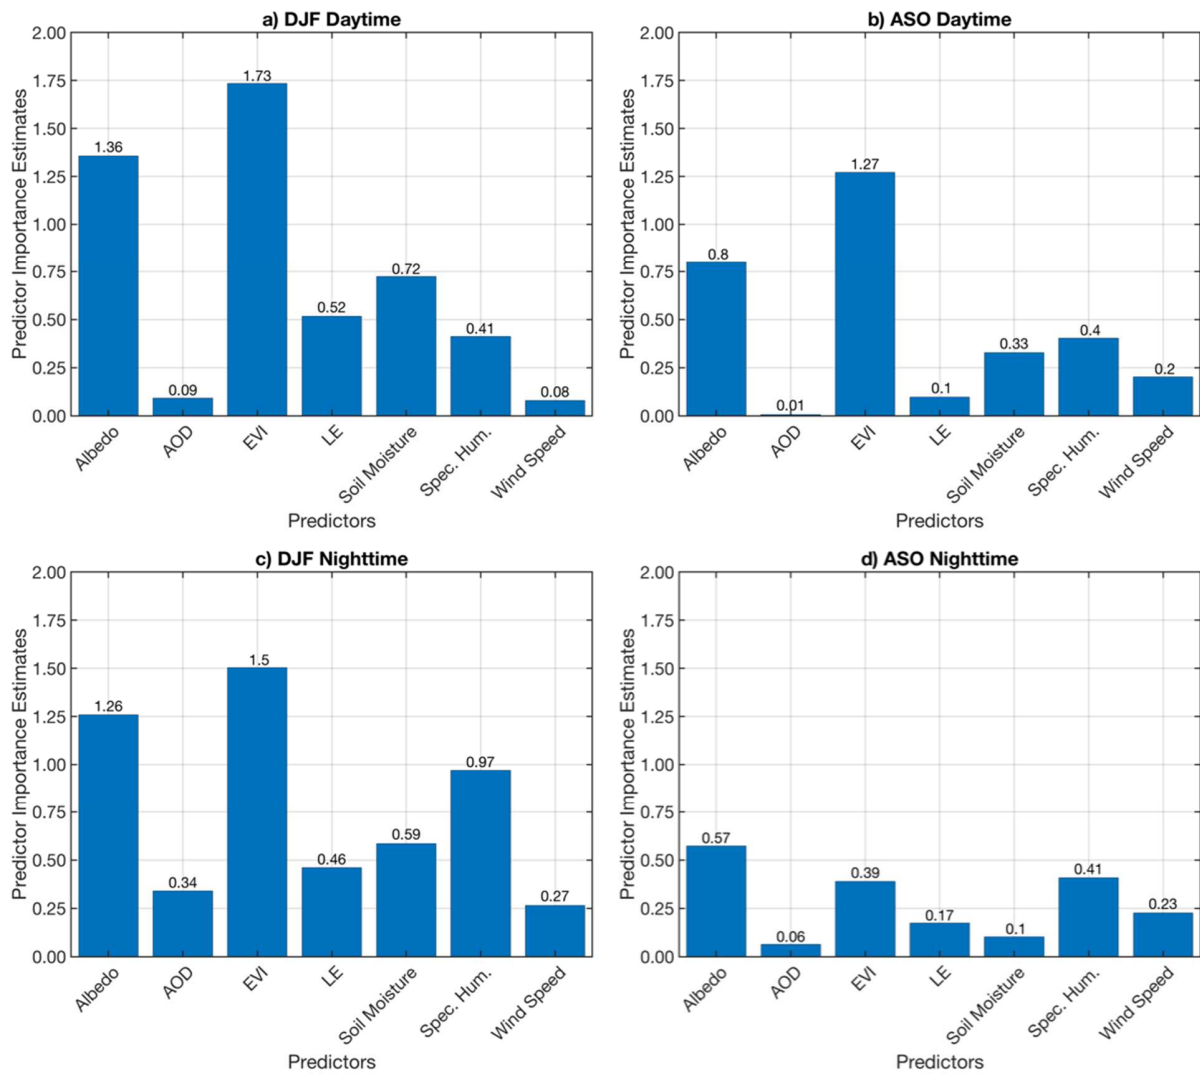 a) DJF Daytime
2.00
1.75
1.50
1.25
1.00
0.75
0.50
0.25
0.00
Predictor Importance Estimates
1.36
0.09
1.73
0.52
0.72
0.41
0.08
Albedo
AOD
EVI
LE
Soil Moisture
Spec. Hum.
Wind Speed
Predictors
b) ASO Daytime
2.00
1.75
1.50
1.25
1.00
0.75
0.50
0.25
0.00
Predictor Importance Estimates
0.8
0.01
1.27
0.1
0.33
0.4
0.2
Albedo
AOD
EVI
LE
Soil Moisture
Spec. Hum.
Wind Speed
Predictors
c) DJF Nighttime
2.00
1.75
1.50
1.25
1.00
0.75
0.50
0.25
0.00
Predictor Importance Estimates
1.26
0.34
1.5
0.46
0.59
0.97
0.27
Albedo
AOD
EVI
LE
Soil Moisture
Spec. Hum.
Wind Speed
Predictors
d) ASO Nighttime
2.00
1.75
1.50
1.25
1.00
0.75
0.50
0.25
0.00
Predictor Importance Estimates
0.57
0.06
0.39
0.17
0.1
0.41
0.23
Albedo
AOD
EVI
LE
Soil Moisture
Spec. Hum.
Wind Speed
Predictors